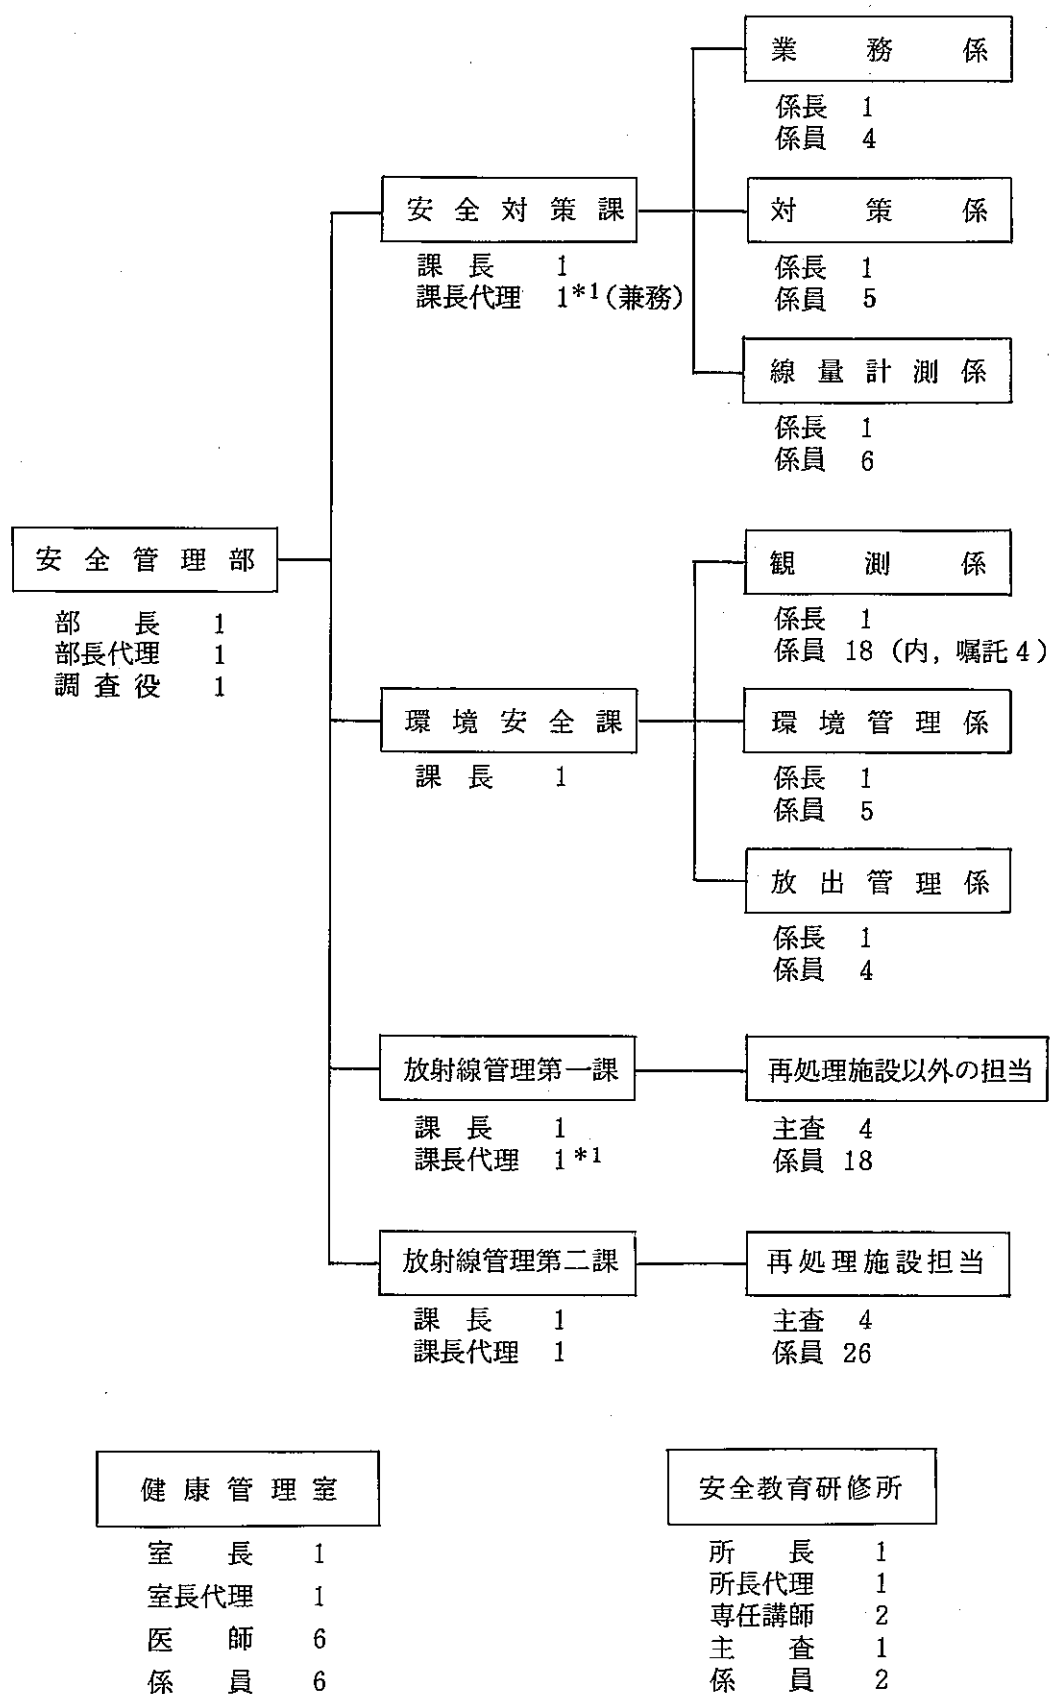 業務係
係長 1
係員 4
安全対策課
課長 1
課長代理 1*1(兼務)
対策係
係長 1
係員 5
線量計測係
係長 1
係員 6
安全管理部
部長 1
部長代理 1
調査役 1
観測係
係長 1
係員 18 (内,嘱託4)
環境安全課
課長 1
環境管理係
係長 1
係員 5
放出管理係
係長 1
係員 4
放射線管理第一課
課長 1
課長代理 1*1
再処理施設以外の担当
主査 4
係員 18
放射線管理第二課
課長 1
課長代理 1
再処理施設担当
主査 4
係員 26
健康管理室
室長 1
室長代理 1
医師 6
係員 6
安全教育研修所
所長 1
所長代理 1
専任講師 2
主査 1
係員 2